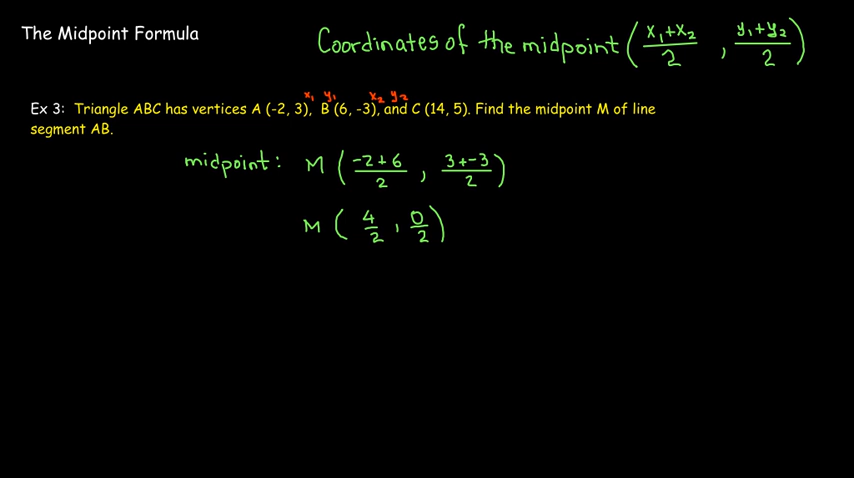 The Midpoint Formula
Coordinates of the midpoint ( x₁+x₂/2 , y₁+y₂/2 )
x₁ y₁ x₂ y₂
Ex 3: Triangle ABC has vertices A (-2, 3), B (6, -3), and C (14, 5). Find the midpoint M of line
segment AB.
midpoint: M ( -2+6/2 , 3+-3/2 )
M ( 4/2 , 0/2 )